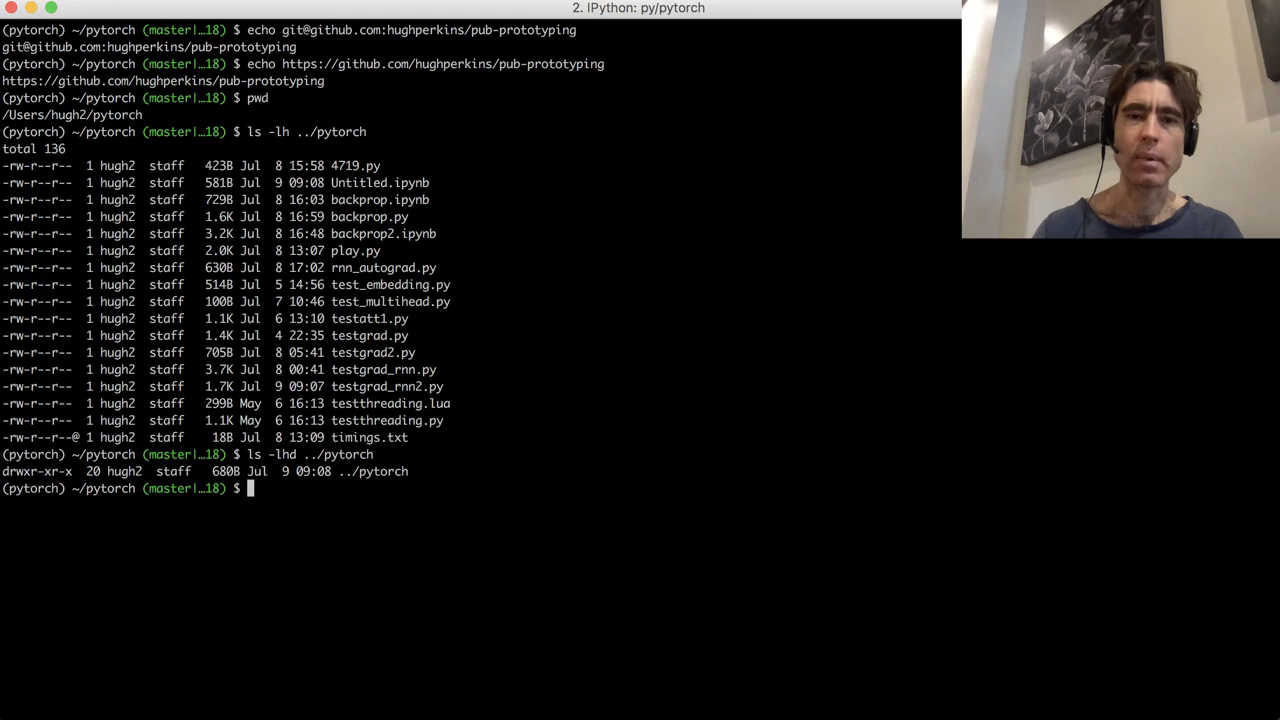 2. IPython: py/pytorch
(pytorch) ~/pytorch (master|…18) $ echo git@github.com:hughperkins/pub-prototyping
git@github.com:hughperkins/pub-prototyping
(pytorch) ~/pytorch (master|…18) $ echo https://github.com/hughperkins/pub-prototyping
https://github.com/hughperkins/pub-prototyping
(pytorch) ~/pytorch (master|…18) $ pwd
/Users/hugh2/pytorch
(pytorch) ~/pytorch (master|…18) $ ls -lh ../pytorch
total 136
-rw-r--r--  1 hugh2  staff   423B Jul  8 15:58 4719.py
-rw-r--r--  1 hugh2  staff   581B Jul  9 09:08 Untitled.ipynb
-rw-r--r--  1 hugh2  staff   729B Jul  8 16:03 backprop.ipynb
-rw-r--r--  1 hugh2  staff   1.6K Jul  8 16:59 backprop.py
-rw-r--r--  1 hugh2  staff   3.2K Jul  8 16:48 backprop2.ipynb
-rw-r--r--  1 hugh2  staff   2.0K Jul  8 13:07 play.py
-rw-r--r--  1 hugh2  staff   630B Jul  8 17:02 rnn_autograd.py
-rw-r--r--  1 hugh2  staff   514B Jul  5 14:56 test_embedding.py
-rw-r--r--  1 hugh2  staff   100B Jul  7 10:46 test_multihead.py
-rw-r--r--  1 hugh2  staff   1.1K Jul  6 13:10 testatt1.py
-rw-r--r--  1 hugh2  staff   1.4K Jul  4 22:35 testgrad.py
-rw-r--r--  1 hugh2  staff   705B Jul  8 05:41 testgrad2.py
-rw-r--r--  1 hugh2  staff   3.7K Jul  8 00:41 testgrad_rnn.py
-rw-r--r--  1 hugh2  staff   1.7K Jul  9 09:07 testgrad_rnn2.py
-rw-r--r--  1 hugh2  staff   299B May  6 16:13 testthreading.lua
-rw-r--r--  1 hugh2  staff   1.1K May  6 16:13 testthreading.py
-rw-r--r--@ 1 hugh2  staff    18B Jul  8 13:09 timings.txt
(pytorch) ~/pytorch (master|…18) $ ls -lhd ../pytorch
drwxr-xr-x  20 hugh2  staff   680B Jul  9 09:08 ../pytorch
(pytorch) ~/pytorch (master|…18) $